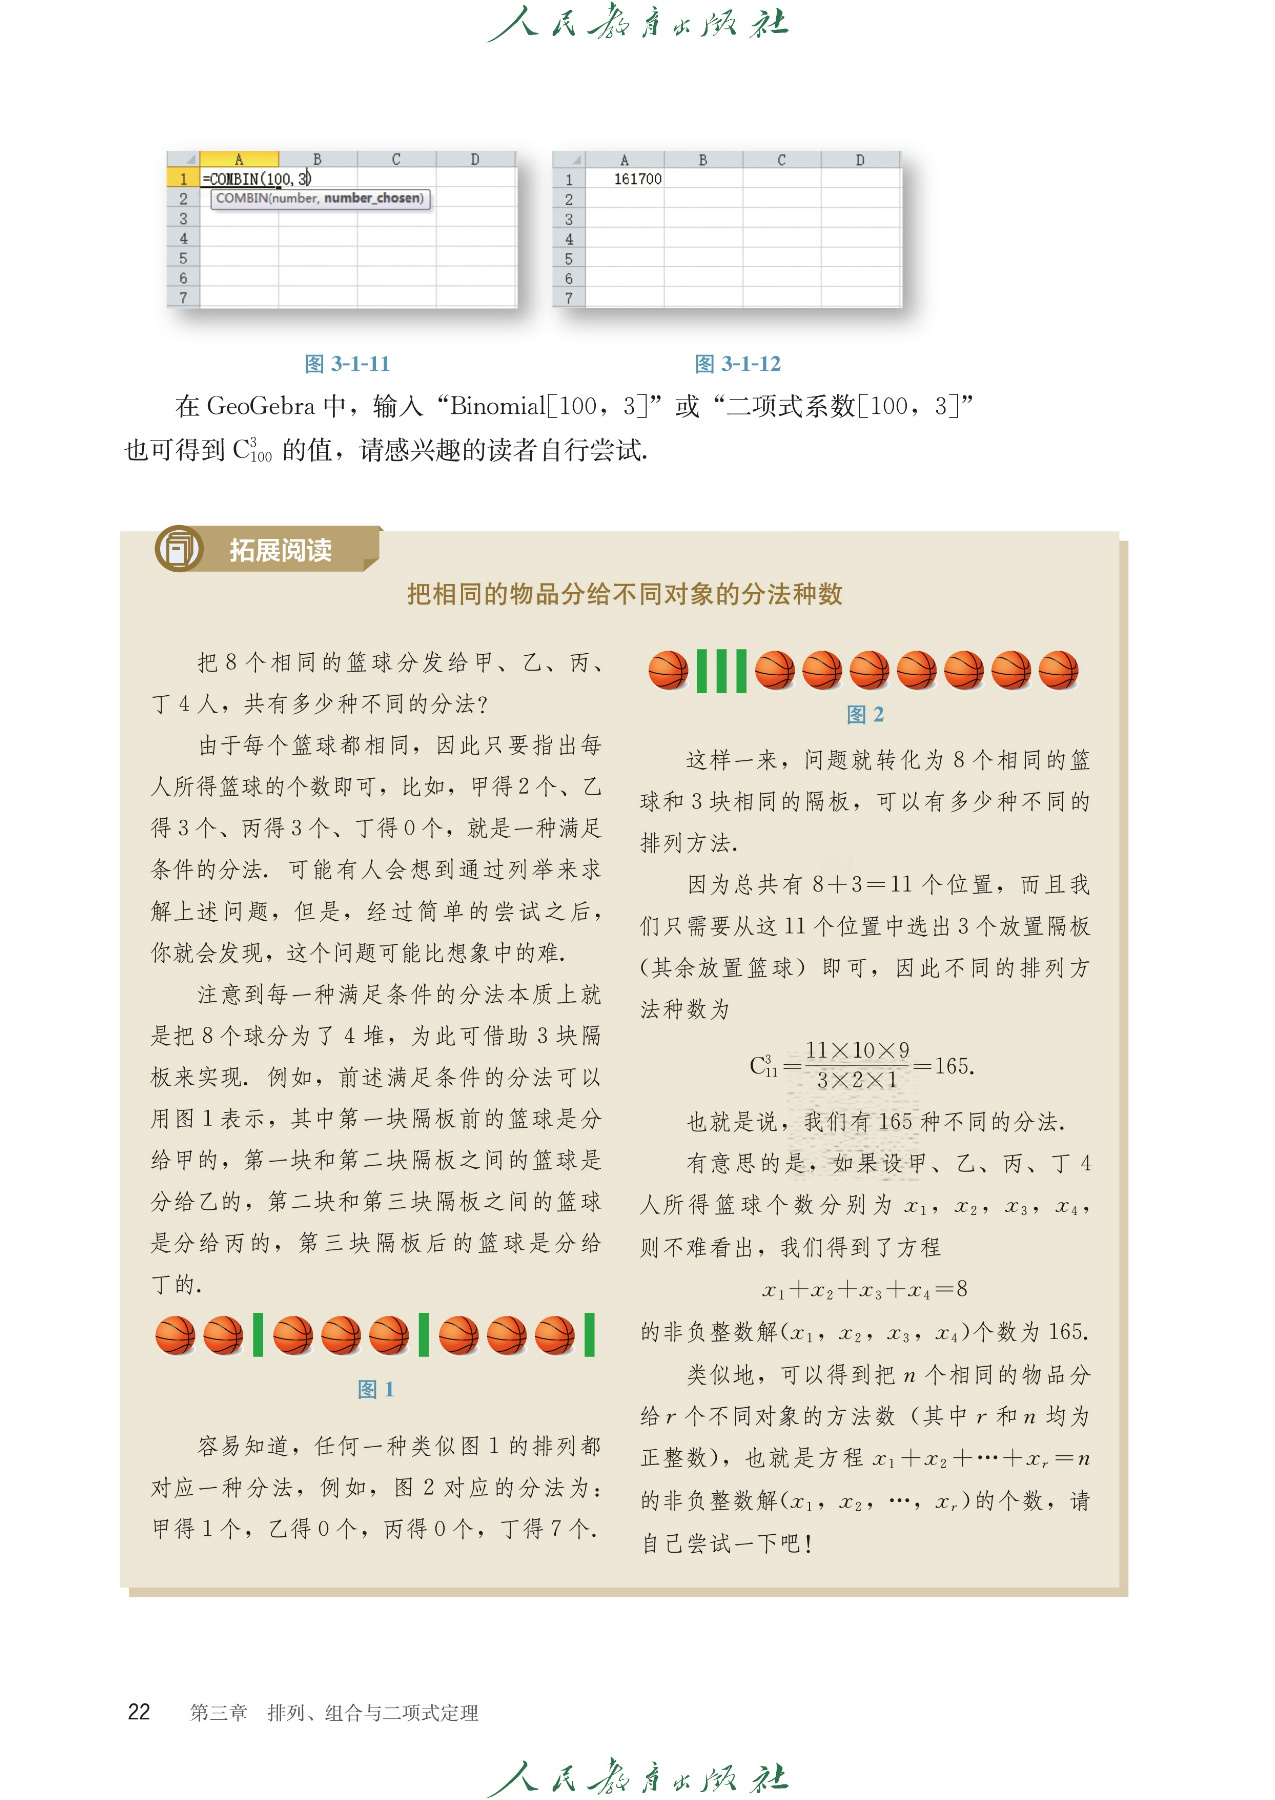 人民教育出版社
A B C D
1 =COMBIN(100,3)
2 COMBIN(number, number_chosen)
3
4
5
6
7
A B C D
1 161700
2
3
4
5
6
7
图 3-1-11
图 3-1-12
在 GeoGebra 中，输入“Binomial[100，3]”或“二项式系数[100，3]”
也可得到 C³₁₀₀ 的值，请感兴趣的读者自行尝试.
拓展阅读
把相同的物品分给不同对象的分法种数
把 8 个相同的篮球分发给甲、乙、丙、
丁 4 人，共有多少种不同的分法？
由于每个篮球都相同，因此只要指出每
人所得篮球的个数即可，比如，甲得 2 个、乙
得 3 个、丙得 3 个、丁得 0 个，就是一种满足
条件的分法. 可能有人会想到通过列举来求
解上述问题，但是，经过简单的尝试之后，
你就会发现，这个问题可能比想象中的难.
注意到每一种满足条件的分法本质上就
是把 8 个球分为了 4 堆，为此可借助 3 块隔
板来实现. 例如，前述满足条件的分法可以
用图 1 表示，其中第一块隔板前的篮球是分
给甲的，第一块和第二块隔板之间的篮球是
分给乙的，第二块和第三块隔板之间的篮球
是分给丙的，第三块隔板后的篮球是分给
丁的.
图 1
容易知道，任何一种类似图 1 的排列都
对应一种分法，例如，图 2 对应的分法为：
甲得 1 个，乙得 0 个，丙得 0 个，丁得 7 个.
图 2
这样一来，问题就转化为 8 个相同的篮
球和 3 块相同的隔板，可以有多少种不同的
排列方法.
因为总共有 8＋3＝11 个位置，而且我
们只需要从这 11 个位置中选出 3 个放置隔板
（其余放置篮球）即可，因此不同的排列方
法种数为
C³₁₁＝(11×10×9)/(3×2×1)＝165.
也就是说，我们有 165 种不同的分法.
有意思的是，如果设甲、乙、丙、丁 4
人所得篮球个数分别为 x₁，x₂，x₃，x₄，
则不难看出，我们得到了方程
x₁＋x₂＋x₃＋x₄＝8
的非负整数解(x₁，x₂，x₃，x₄)个数为 165.
类似地，可以得到把 n 个相同的物品分
给 r 个不同对象的方法数（其中 r 和 n 均为
正整数），也就是方程 x₁＋x₂＋…＋xᵣ＝n
的非负整数解(x₁，x₂，…，xᵣ)的个数，请
自己尝试一下吧！
22 第三章 排列、组合与二项式定理
人民教育出版社